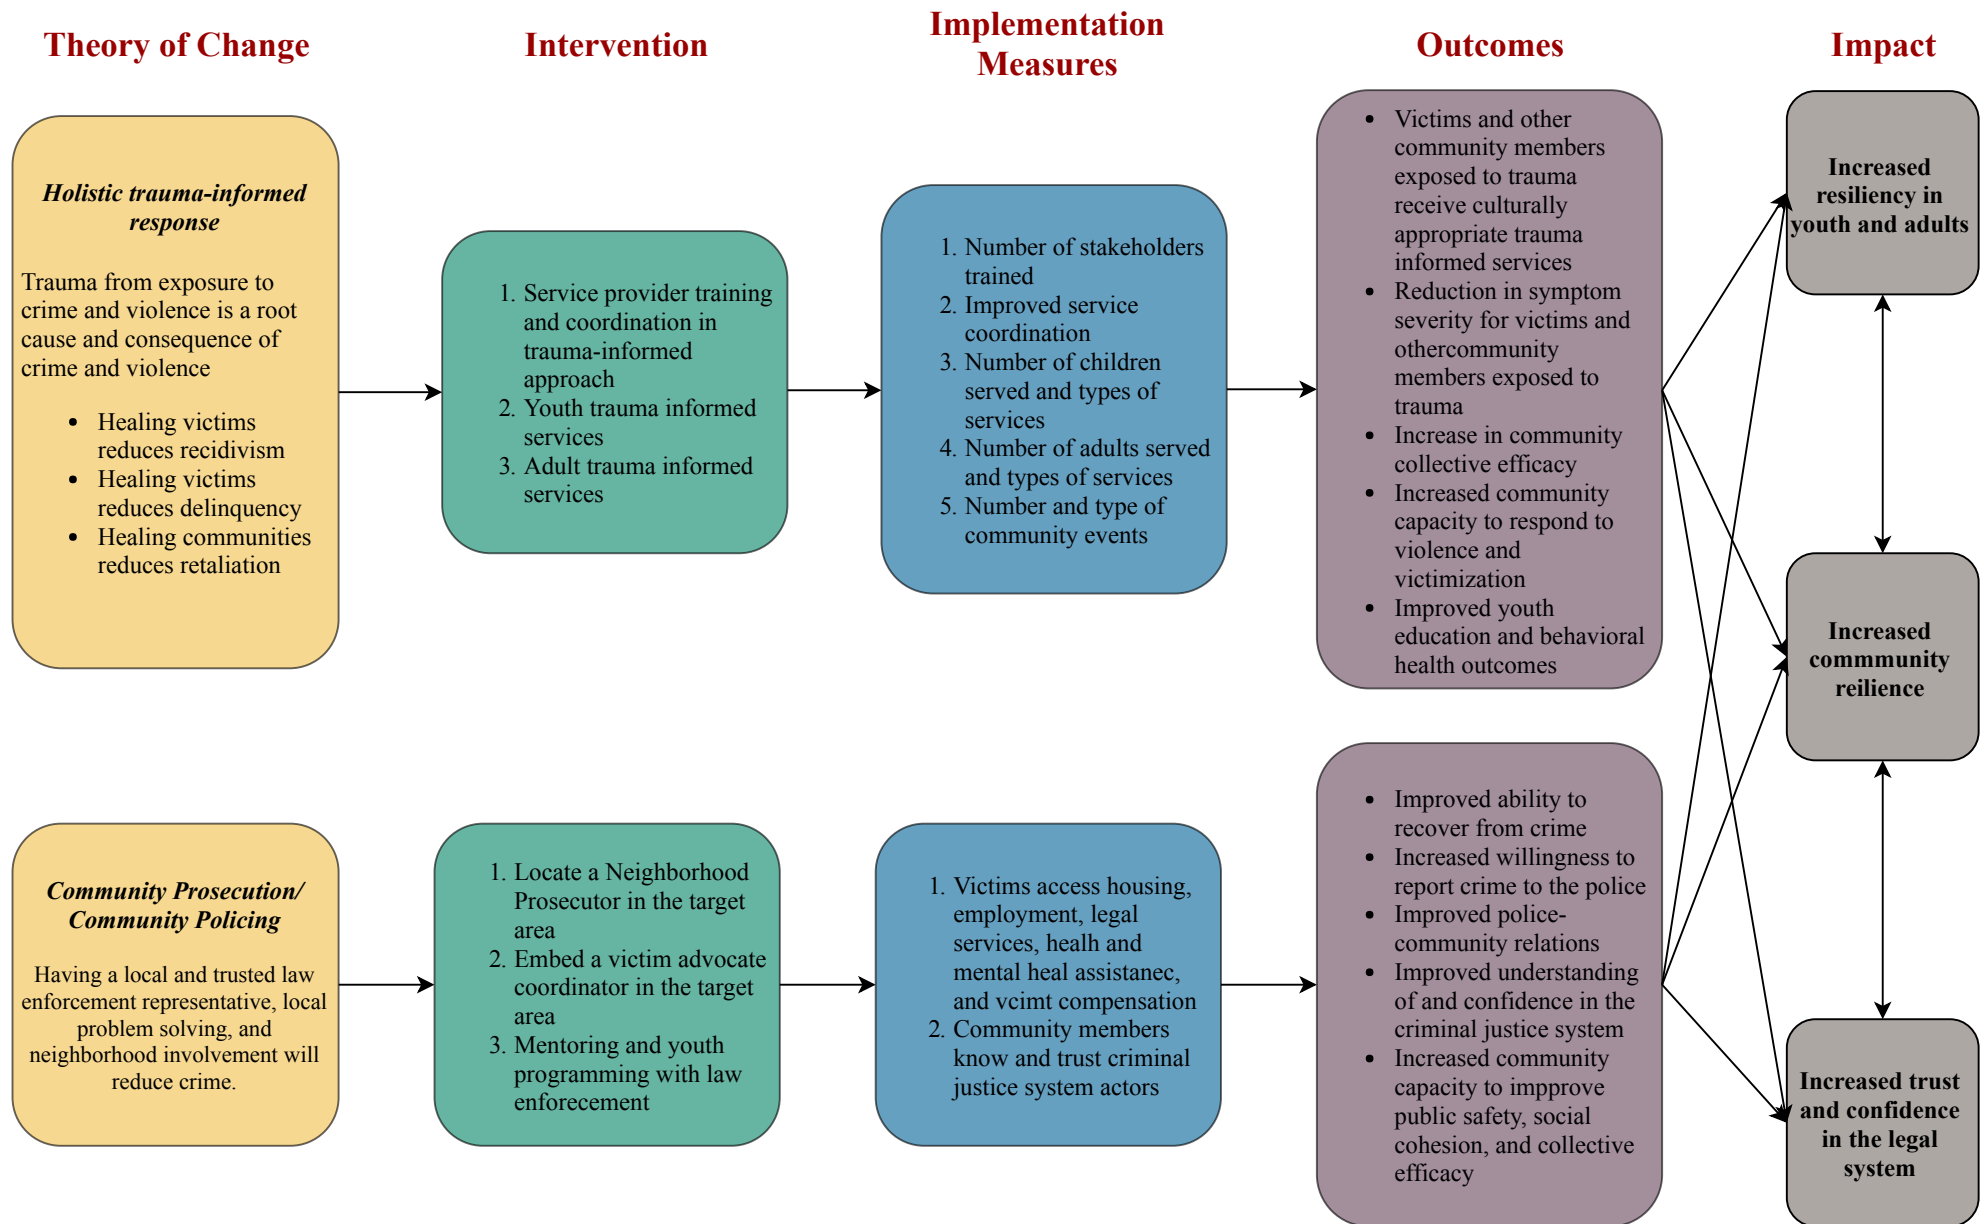 Theory of Change
Intervention
Implementation
Measures
Outcomes
Impact
Holistic trauma-informed
response
Trauma from exposure to
crime and violence is a root
cause and consequence of
crime and violence
• Healing victims
reduces recidivism
• Healing victims
reduces delinquency
• Healing communities
reduces retaliation
1. Service provider training
and coordination in
trauma-informed
approach
2. Youth trauma informed
services
3. Adult trauma informed
services
1. Number of stakeholders
trained
2. Improved service
coordination
3. Number of children
served and types of
services
4. Number of adults served
and types of services
5. Number and type of
community events
• Victims and other
community members
exposed to trauma
receive culturally
appropriate trauma
informed services
• Reduction in symptom
severity for victims and
othercommunity
members exposed to
trauma
• Increase in community
collective efficacy
• Increased community
capacity to respond to
violence and
victimization
• Improved youth
education and behavioral
health outcomes
Increased
resiliency in
youth and adults
Increased
commmunity
reilience
Community Prosecution/
Community Policing
Having a local and trusted law
enforcement representative, local
problem solving, and
neighborhood involvement will
reduce crime.
1. Locate a Neighborhood
Prosecutor in the target
area
2. Embed a victim advocate
coordinator in the target
area
3. Mentoring and youth
programming with law
enforecement
1. Victims access housing,
employment, legal
services, healh and
mental heal assistanec,
and vcimt compensation
2. Community members
know and trust criminal
justice system actors
• Improved ability to
recover from crime
• Increased willingness to
report crime to the police
• Improved police-
community relations
• Improved understanding
of and confidence in the
criminal justice system
• Increased community
capacity to impprove
public safety, social
cohesion, and collective
efficacy
Increased trust
and confidence
in the legal
system